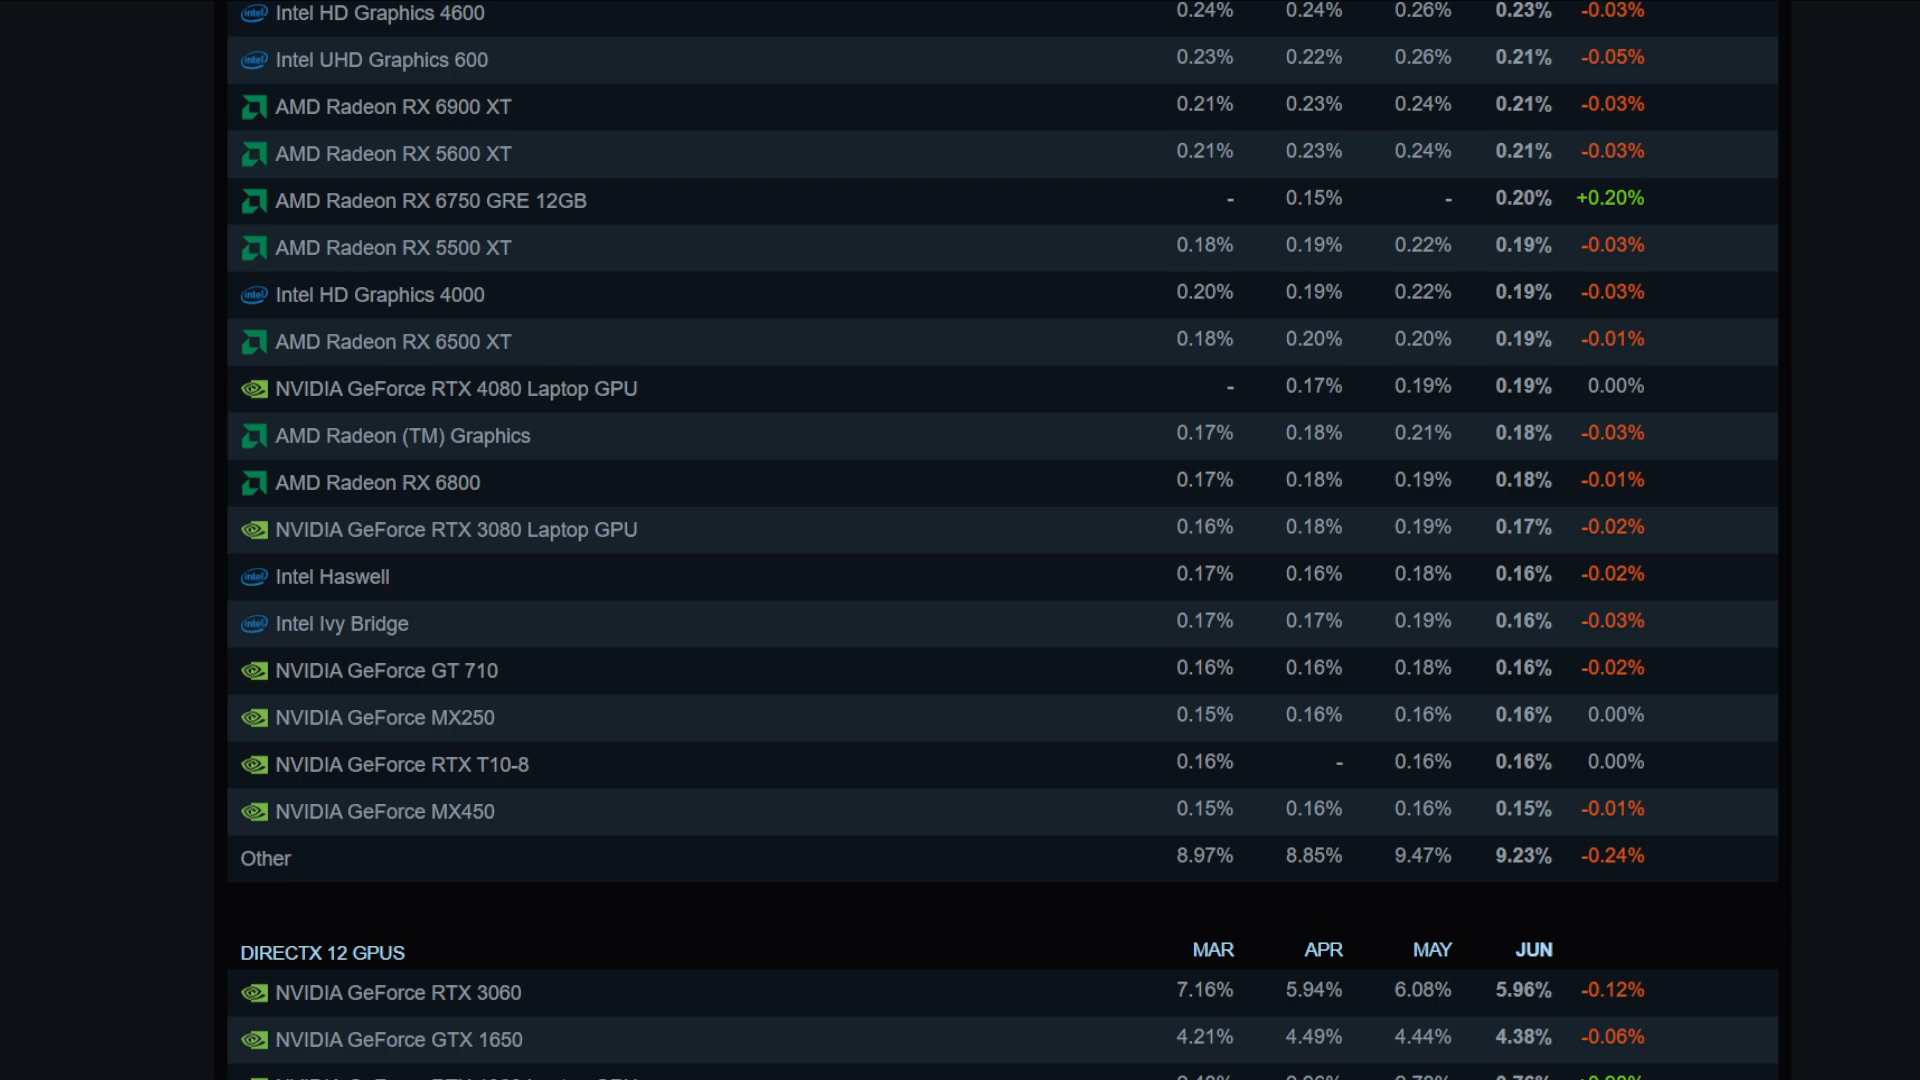 Intel HD Graphics 4600 0.24% 0.24% 0.26% 0.23% -0.03%
Intel UHD Graphics 600 0.23% 0.22% 0.26% 0.21% -0.05%
AMD Radeon RX 6900 XT 0.21% 0.23% 0.24% 0.21% -0.03%
AMD Radeon RX 5600 XT 0.21% 0.23% 0.24% 0.21% -0.03%
AMD Radeon RX 6750 GRE 12GB - 0.15% - 0.20% +0.20%
AMD Radeon RX 5500 XT 0.18% 0.19% 0.22% 0.19% -0.03%
Intel HD Graphics 4000 0.20% 0.19% 0.22% 0.19% -0.03%
AMD Radeon RX 6500 XT 0.18% 0.20% 0.20% 0.19% -0.01%
NVIDIA GeForce RTX 4080 Laptop GPU - 0.17% 0.19% 0.19% 0.00%
AMD Radeon (TM) Graphics 0.17% 0.18% 0.21% 0.18% -0.03%
AMD Radeon RX 6800 0.17% 0.18% 0.19% 0.18% -0.01%
NVIDIA GeForce RTX 3080 Laptop GPU 0.16% 0.18% 0.19% 0.17% -0.02%
Intel Haswell 0.17% 0.16% 0.18% 0.16% -0.02%
Intel Ivy Bridge 0.17% 0.17% 0.19% 0.16% -0.03%
NVIDIA GeForce GT 710 0.16% 0.16% 0.18% 0.16% -0.02%
NVIDIA GeForce MX250 0.15% 0.16% 0.16% 0.16% 0.00%
NVIDIA GeForce RTX T10-8 0.16% - 0.16% 0.16% 0.00%
NVIDIA GeForce MX450 0.15% 0.16% 0.16% 0.15% -0.01%
Other 8.97% 8.85% 9.47% 9.23% -0.24%
DIRECTX 12 GPUS MAR APR MAY JUN
NVIDIA GeForce RTX 3060 7.16% 5.94% 6.08% 5.96% -0.12%
NVIDIA GeForce GTX 1650 4.21% 4.49% 4.44% 4.38% -0.06%